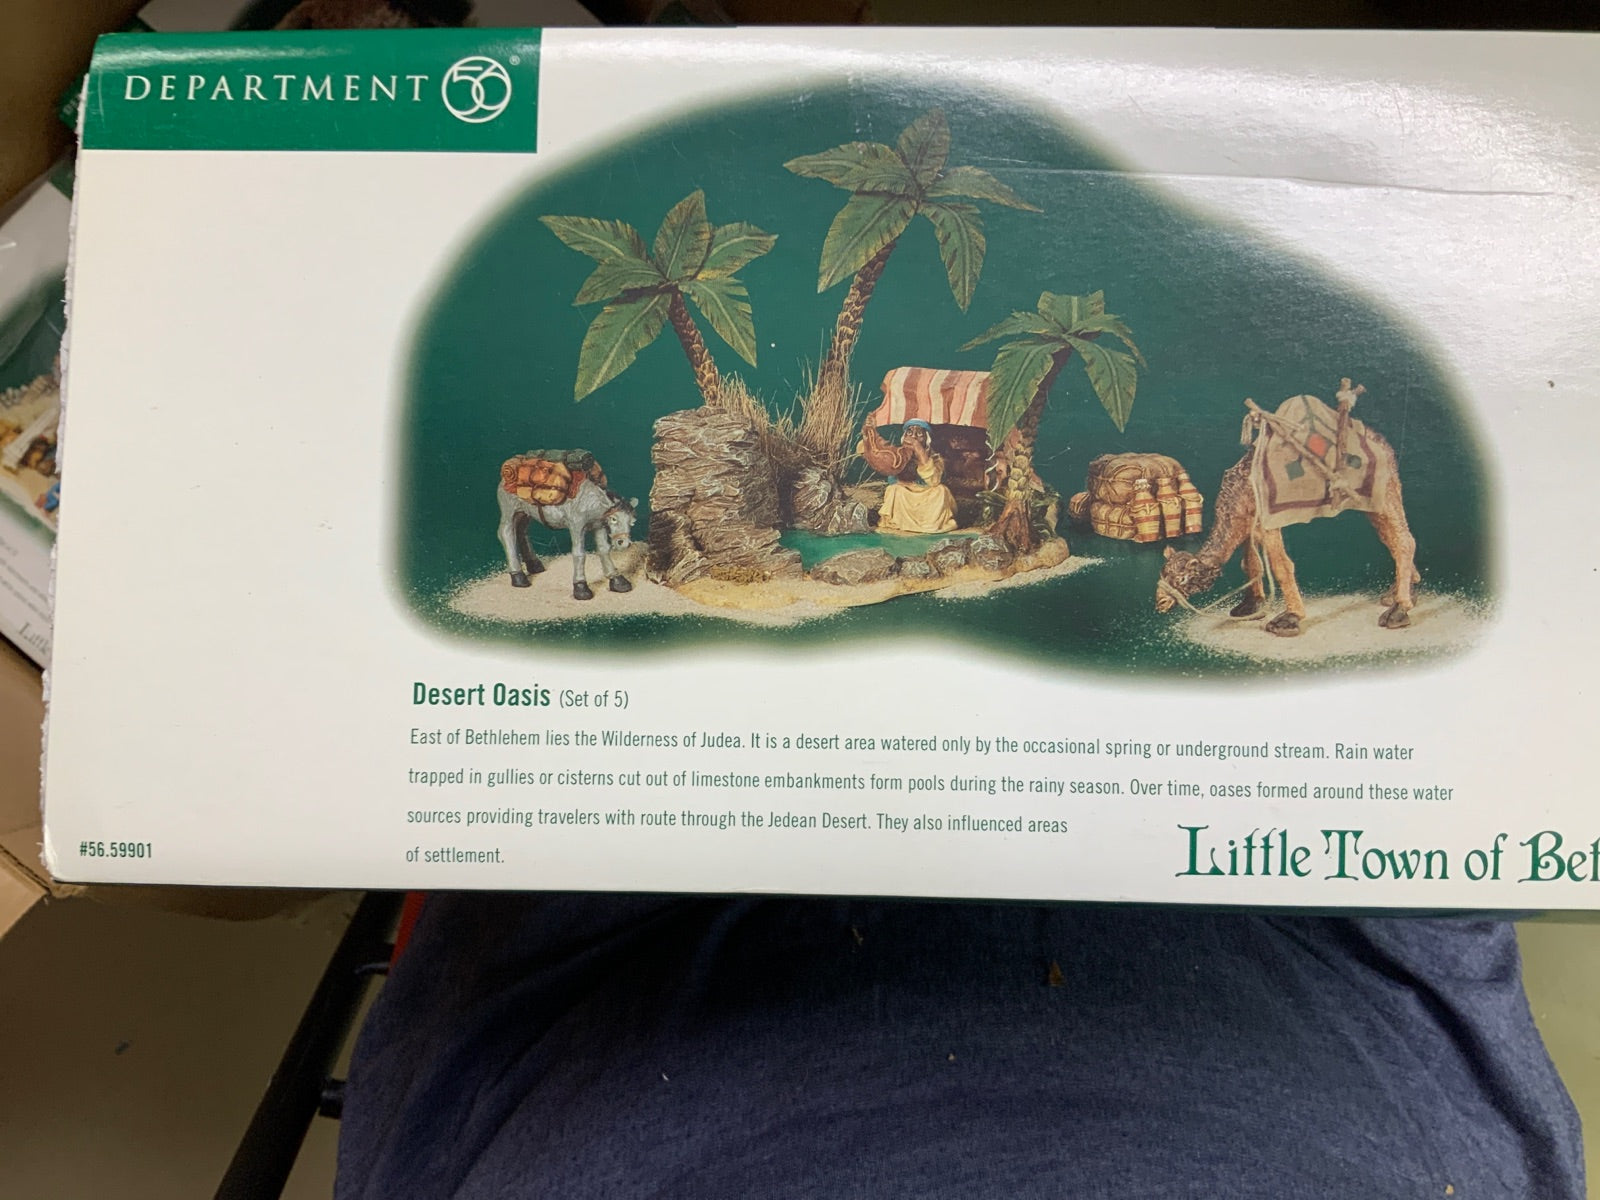 DEPARTMENT 56®
Desert Oasis (Set of 5)
East of Bethlehem lies the Wilderness of Judea. It is a desert area watered only by the occasional spring or underground stream. Rain water
trapped in gullies or cisterns cut out of limestone embankments form pools during the rainy season. Over time, oases formed around these water
sources providing travelers with route through the Jedean Desert. They also influenced areas
of settlement.
#56.59901
Little Town of Bet